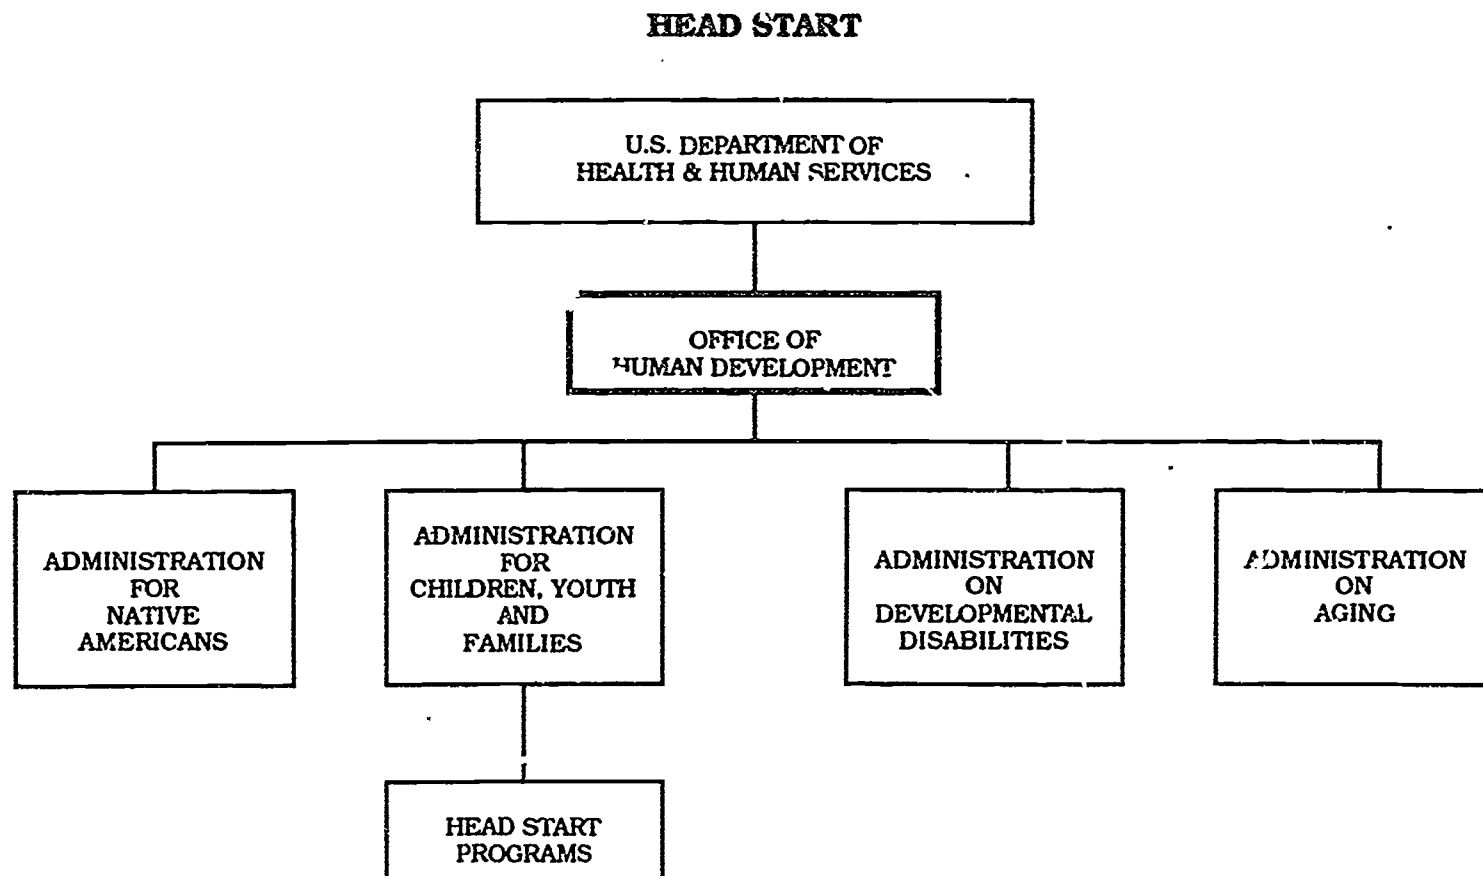 HEAD START
U.S. DEPARTMENT OF
HEALTH & HUMAN SERVICES
OFFICE OF
HUMAN DEVELOPMENT
ADMINISTRATION
FOR
NATIVE
AMERICANS
ADMINISTRATION
FOR
CHILDREN, YOUTH
AND
FAMILIES
ADMINISTRATION
ON
DEVELOPMENTAL
DISABILITIES
ADMINISTRATION
ON
AGING
HEAD START
PROGRAMS